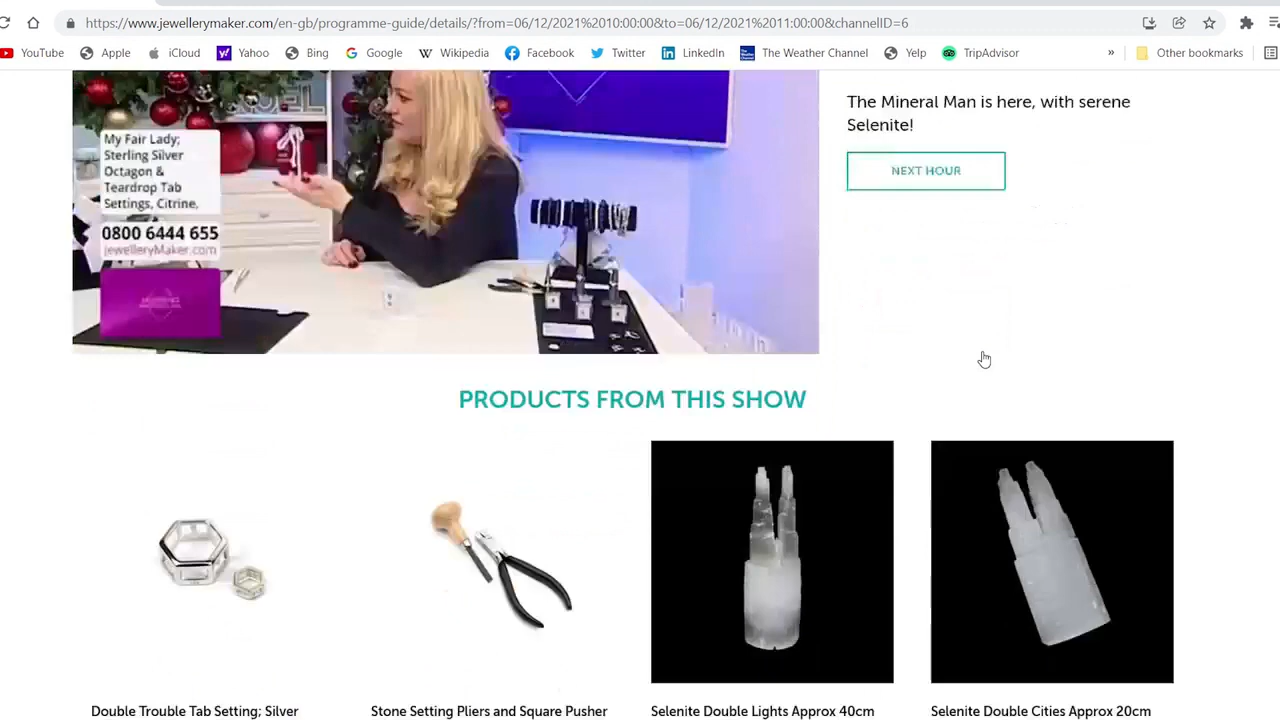 https://www.jewellerymaker.com/en-gb/programme-guide/details/?from=06/12/2021%2010:00:00&to=06/12/2021%2011:00:00&channelID=6
YouTube Apple iCloud Yahoo Bing Google Wikipedia Facebook Twitter LinkedIn The Weather Channel Yelp TripAdvisor » Other bookmarks
NOEL
My Fair Lady;
Sterling Silver
Octagon &
Teardrop Tab
Settings, Citrine,
0800 6444 655
jewelleryMaker.com
The Mineral Man is here, with serene
Selenite!
NEXT HOUR
PRODUCTS FROM THIS SHOW
Double Trouble Tab Setting; Silver
Stone Setting Pliers and Square Pusher
Selenite Double Lights Approx 40cm
Selenite Double Cities Approx 20cm